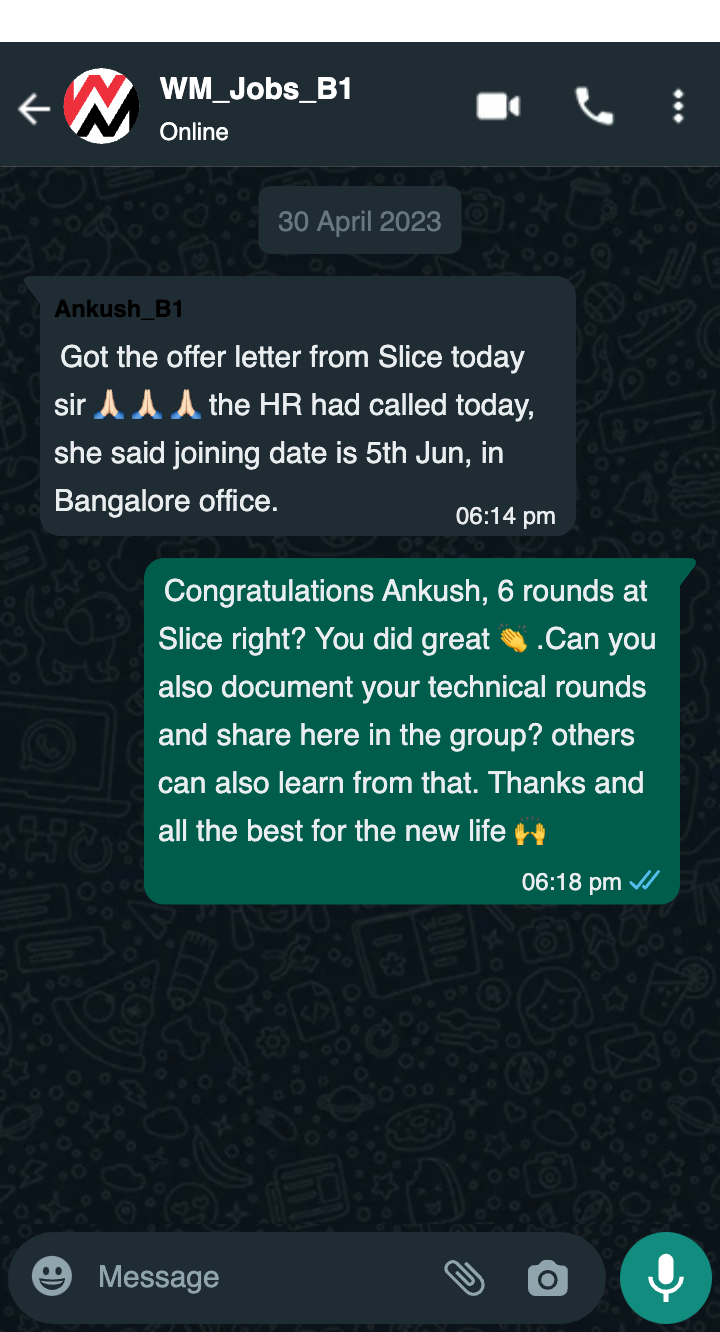 WM_Jobs_B1
Online
30 April 2023
Ankush_B1
Got the offer letter from Slice today
sir 🙏🏻 🙏🏻 🙏🏻 the HR had called today,
she said joining date is 5th Jun, in
Bangalore office.
06:14 pm
Congratulations Ankush, 6 rounds at
Slice right? You did great 👏 .Can you
also document your technical rounds
and share here in the group? others
can also learn from that. Thanks and
all the best for the new life 🙌
06:18 pm
Message